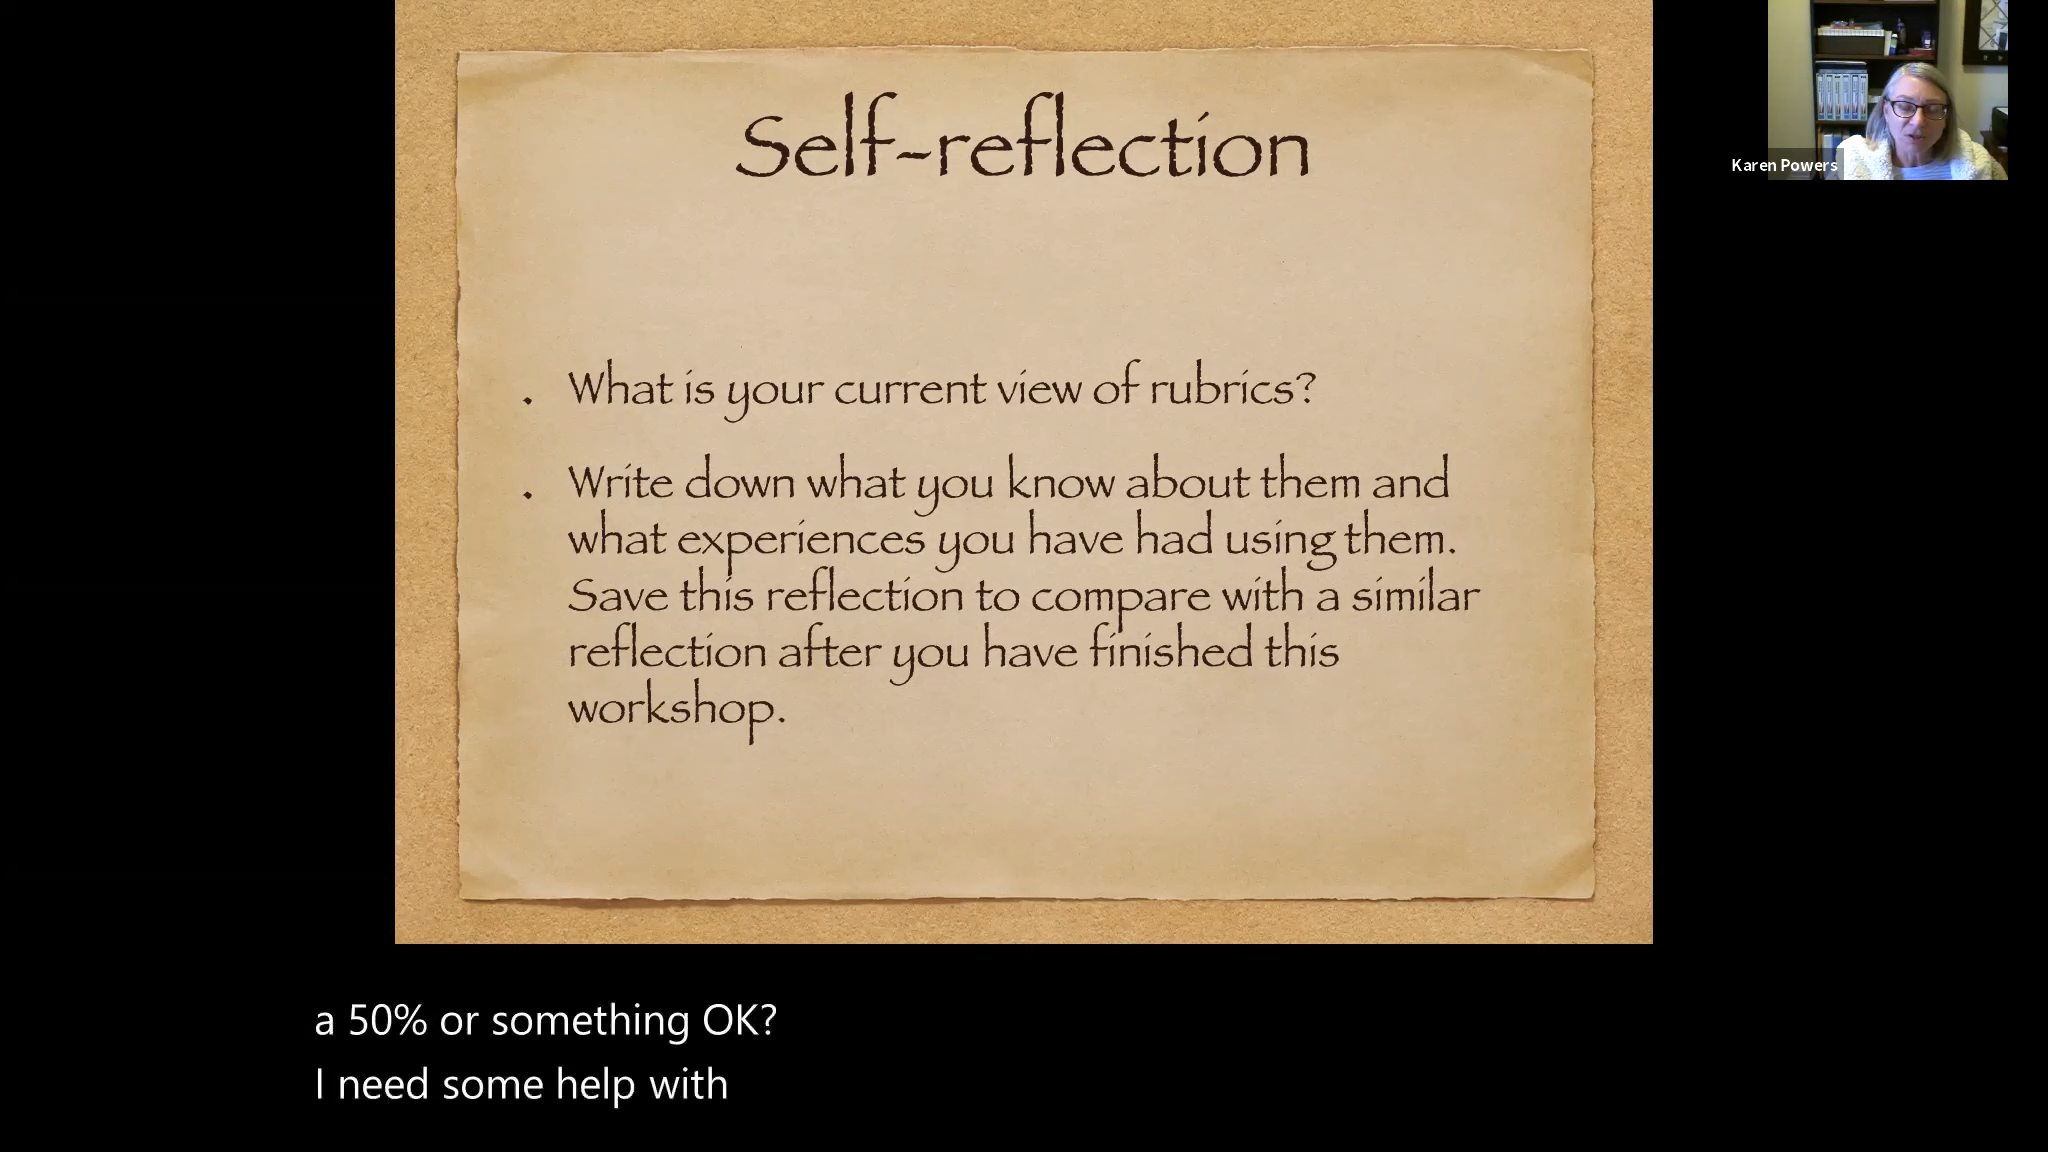 Self-reflection
Karen Powers
• What is your current view of rubrics?
• Write down what you know about them and
what experiences you have had using them.
Save this reflection to compare with a similar
reflection after you have finished this
workshop.
a 50% or something OK?
I need some help with